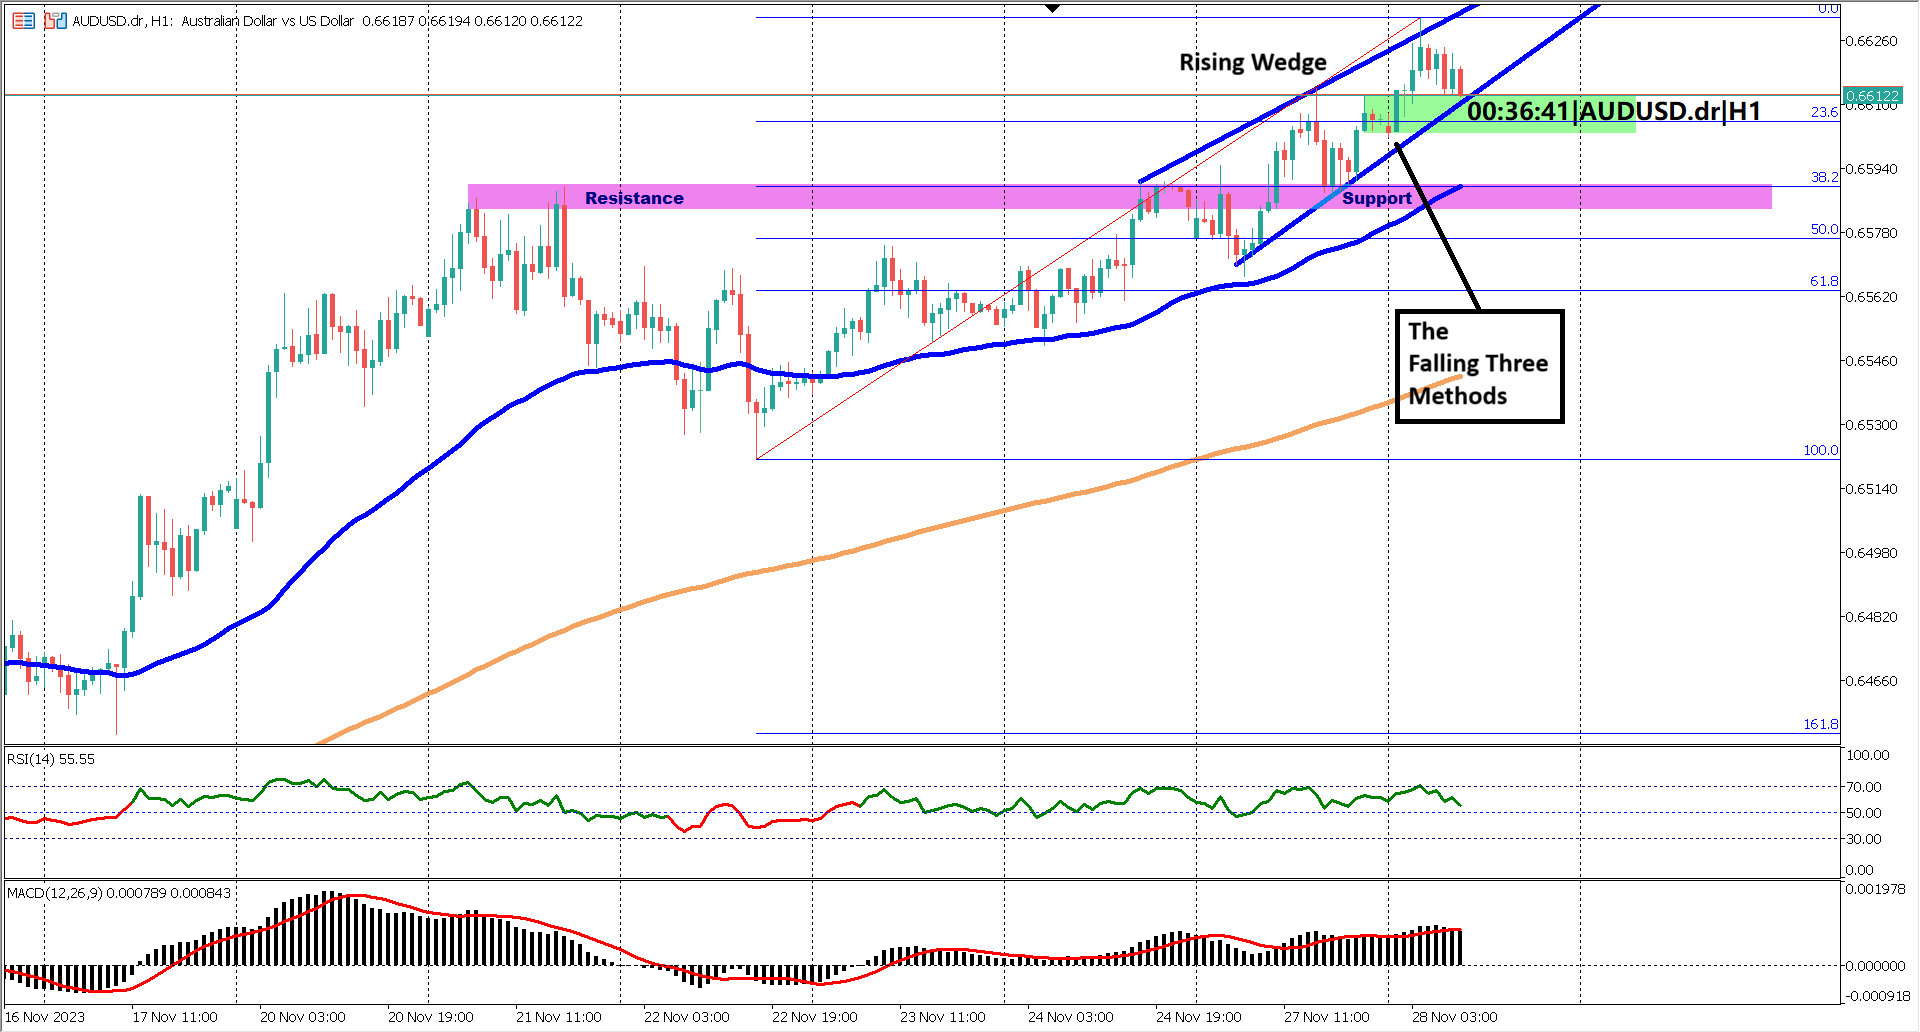 AUDUSD.dr, H1: Australian Dollar vs US Dollar 0.66187 0.66194 0.66120 0.66122
0.0
Rising Wedge
0.66260
0.66122
0.66100
00:36:41|AUDUSD.dr|H1
23.6
0.65940
38.2
Resistance
Support
50.0
0.65780
61.8
0.65620
The
Falling Three
Methods
0.65460
0.65300
100.0
0.65140
0.64980
0.64820
0.64660
161.8
RSI(14) 55.55
100.00
70.00
50.00
30.00
0.00
MACD(12,26,9) 0.000789 0.000843
0.001978
0.000000
-0.000918
16 Nov 2023
17 Nov 11:00
20 Nov 03:00
20 Nov 19:00
21 Nov 11:00
22 Nov 03:00
22 Nov 19:00
23 Nov 11:00
24 Nov 03:00
24 Nov 19:00
27 Nov 11:00
28 Nov 03:00